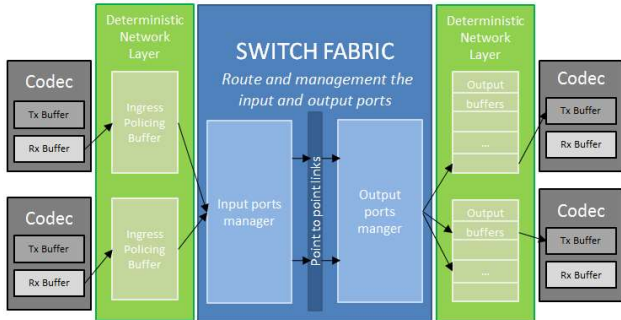 Deterministic
Network
Layer
SWITCH FABRIC
Route and management the
input and output ports
Deterministic
Network
Layer
Codec
Tx Buffer
Rx Buffer
Codec
Tx Buffer
Rx Buffer
Ingress
Policing
Buffer
Ingress
Policing
Buffer
Input ports
manager
Point to point links
Output
ports
manger
Output
buffers
...
Output
buffers
...
Codec
Tx Buffer
Rx Buffer
Codec
Tx Buffer
Rx Buffer